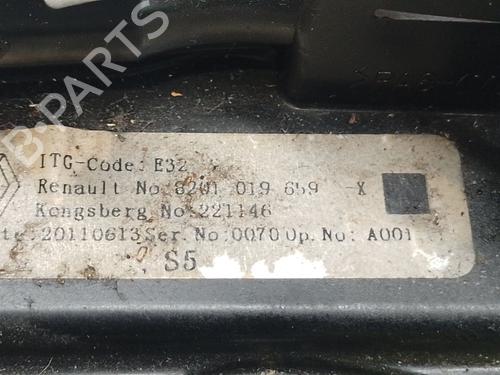 B-PARTS
ITG-Code: E32
Renault No:8201 019 659 -X
Kongsberg No:221146
te:20110613 Ser. No:0070 Op. No: A001
S5